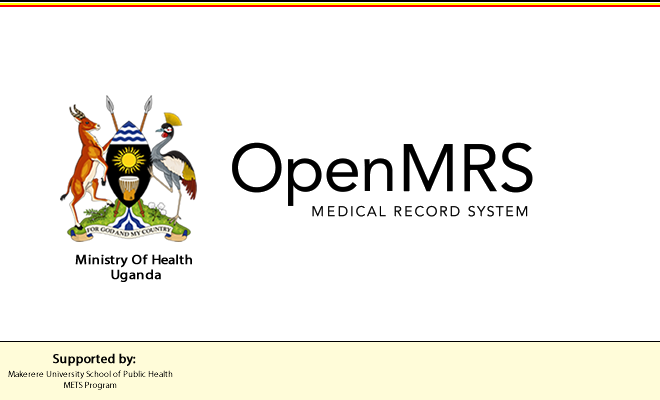 OpenMRS
MEDICAL RECORD SYSTEM
FOR GOD AND MY COUNTRY
Ministry Of Health
Uganda
Supported by:
Makerere University School of Public Health
METS Program